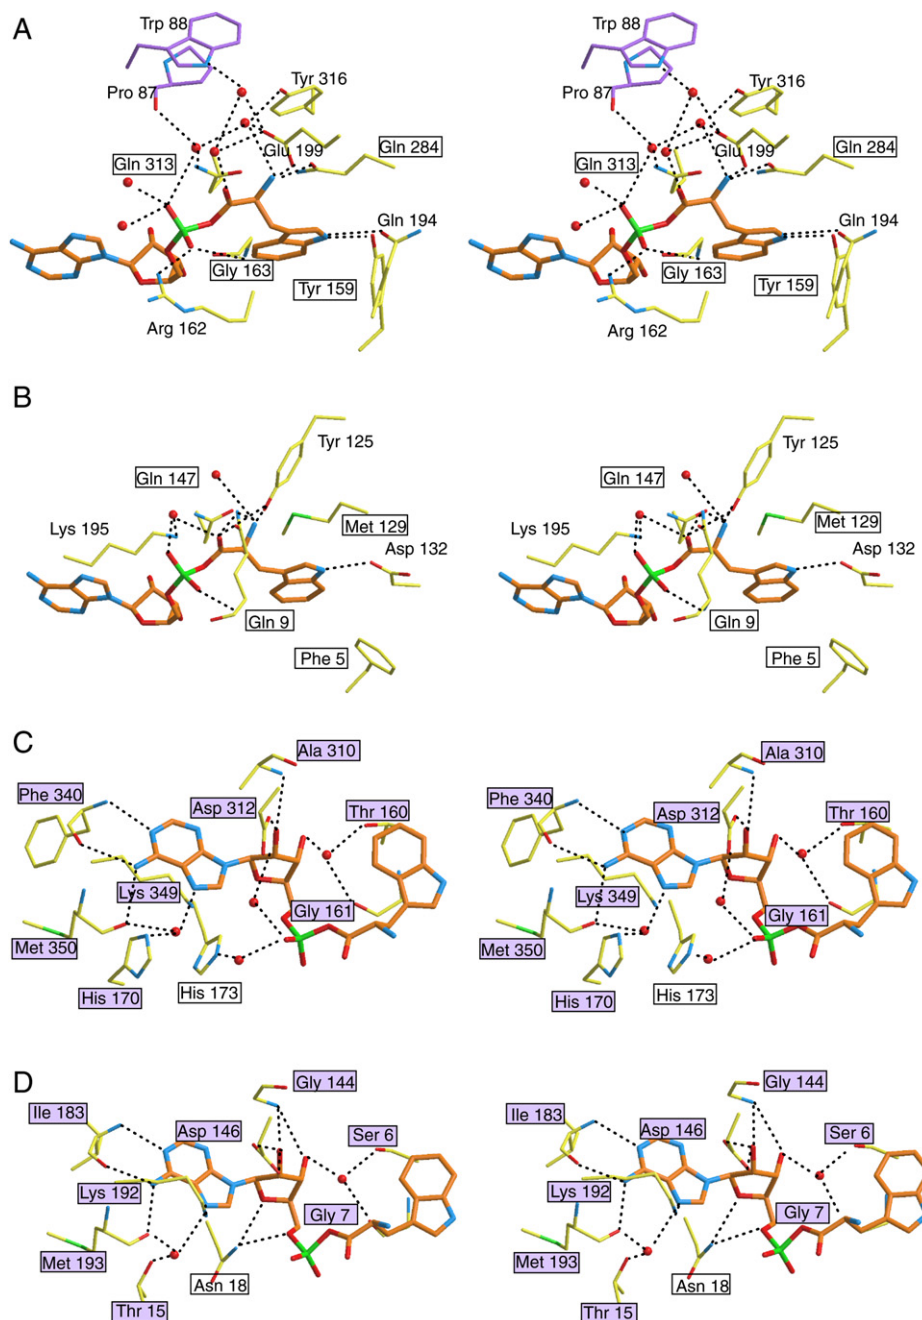 A
Trp 88
Trp 88
Pro 87
Tyr 316
Pro 87
Tyr 316
Gln 313
Glu 199
Gln 284
Gln 313
Glu 199
Gln 284
Gln 194
Gln 194
Gly 163
Tyr 159
Gly 163
Tyr 159
Arg 162
Arg 162
B
Tyr 125
Tyr 125
Gln 147
Gln 147
Lys 195
Met 129
Lys 195
Met 129
Asp 132
Asp 132
Gln 9
Gln 9
Phe 5
Phe 5
C
Ala 310
Ala 310
Phe 340
Asp 312
Thr 160
Phe 340
Asp 312
Thr 160
Lys 349
Lys 349
Gly 161
Gly 161
Met 350
Met 350
His 170
His 173
His 170
His 173
D
Gly 144
Gly 144
Ile 183
Asp 146
Ser 6
Ile 183
Asp 146
Ser 6
Lys 192
Gly 7
Lys 192
Gly 7
Met 193
Met 193
Thr 15
Asn 18
Thr 15
Asn 18